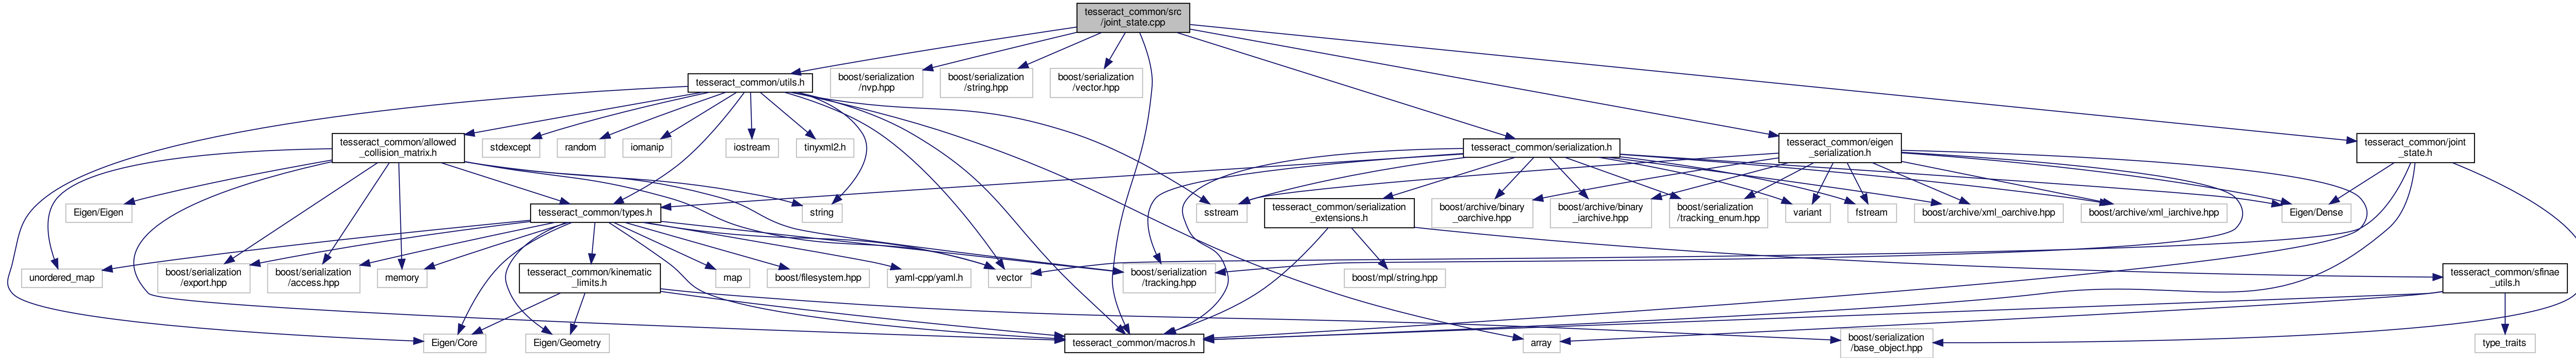 tesseract_common/src
/joint_state.cpp
tesseract_common/utils.h
boost/serialization
/nvp.hpp
boost/serialization
/string.hpp
boost/serialization
/vector.hpp
tesseract_common/allowed
_collision_matrix.h
stdexcept
random
iomanip
iostream
tinyxml2.h
tesseract_common/serialization.h
tesseract_common/eigen
_serialization.h
tesseract_common/joint
_state.h
Eigen/Eigen
tesseract_common/types.h
string
sstream
tesseract_common/serialization
_extensions.h
boost/archive/binary
_oarchive.hpp
boost/archive/binary
_iarchive.hpp
boost/serialization
/tracking_enum.hpp
variant
fstream
boost/archive/xml_oarchive.hpp
boost/archive/xml_iarchive.hpp
Eigen/Dense
unordered_map
boost/serialization
/export.hpp
boost/serialization
/access.hpp
memory
tesseract_common/kinematic
_limits.h
map
boost/filesystem.hpp
yaml-cpp/yaml.h
vector
boost/serialization
/tracking.hpp
boost/mpl/string.hpp
tesseract_common/sfinae
_utils.h
Eigen/Core
Eigen/Geometry
tesseract_common/macros.h
array
boost/serialization
/base_object.hpp
type_traits